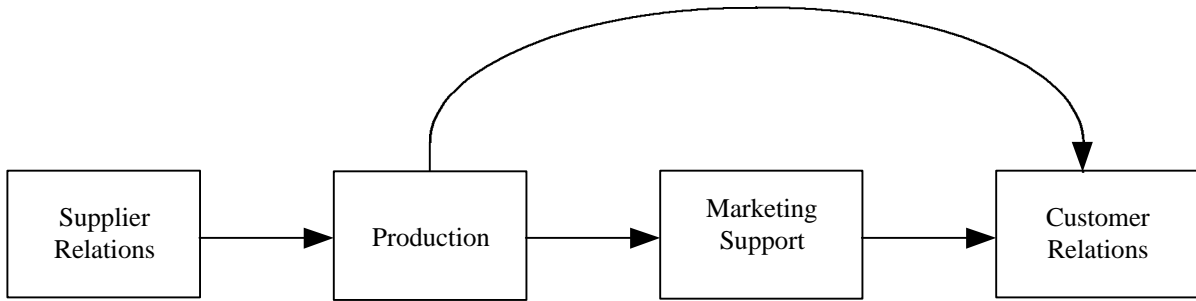 Supplier
Relations
Production
Marketing
Support
Customer
Relations